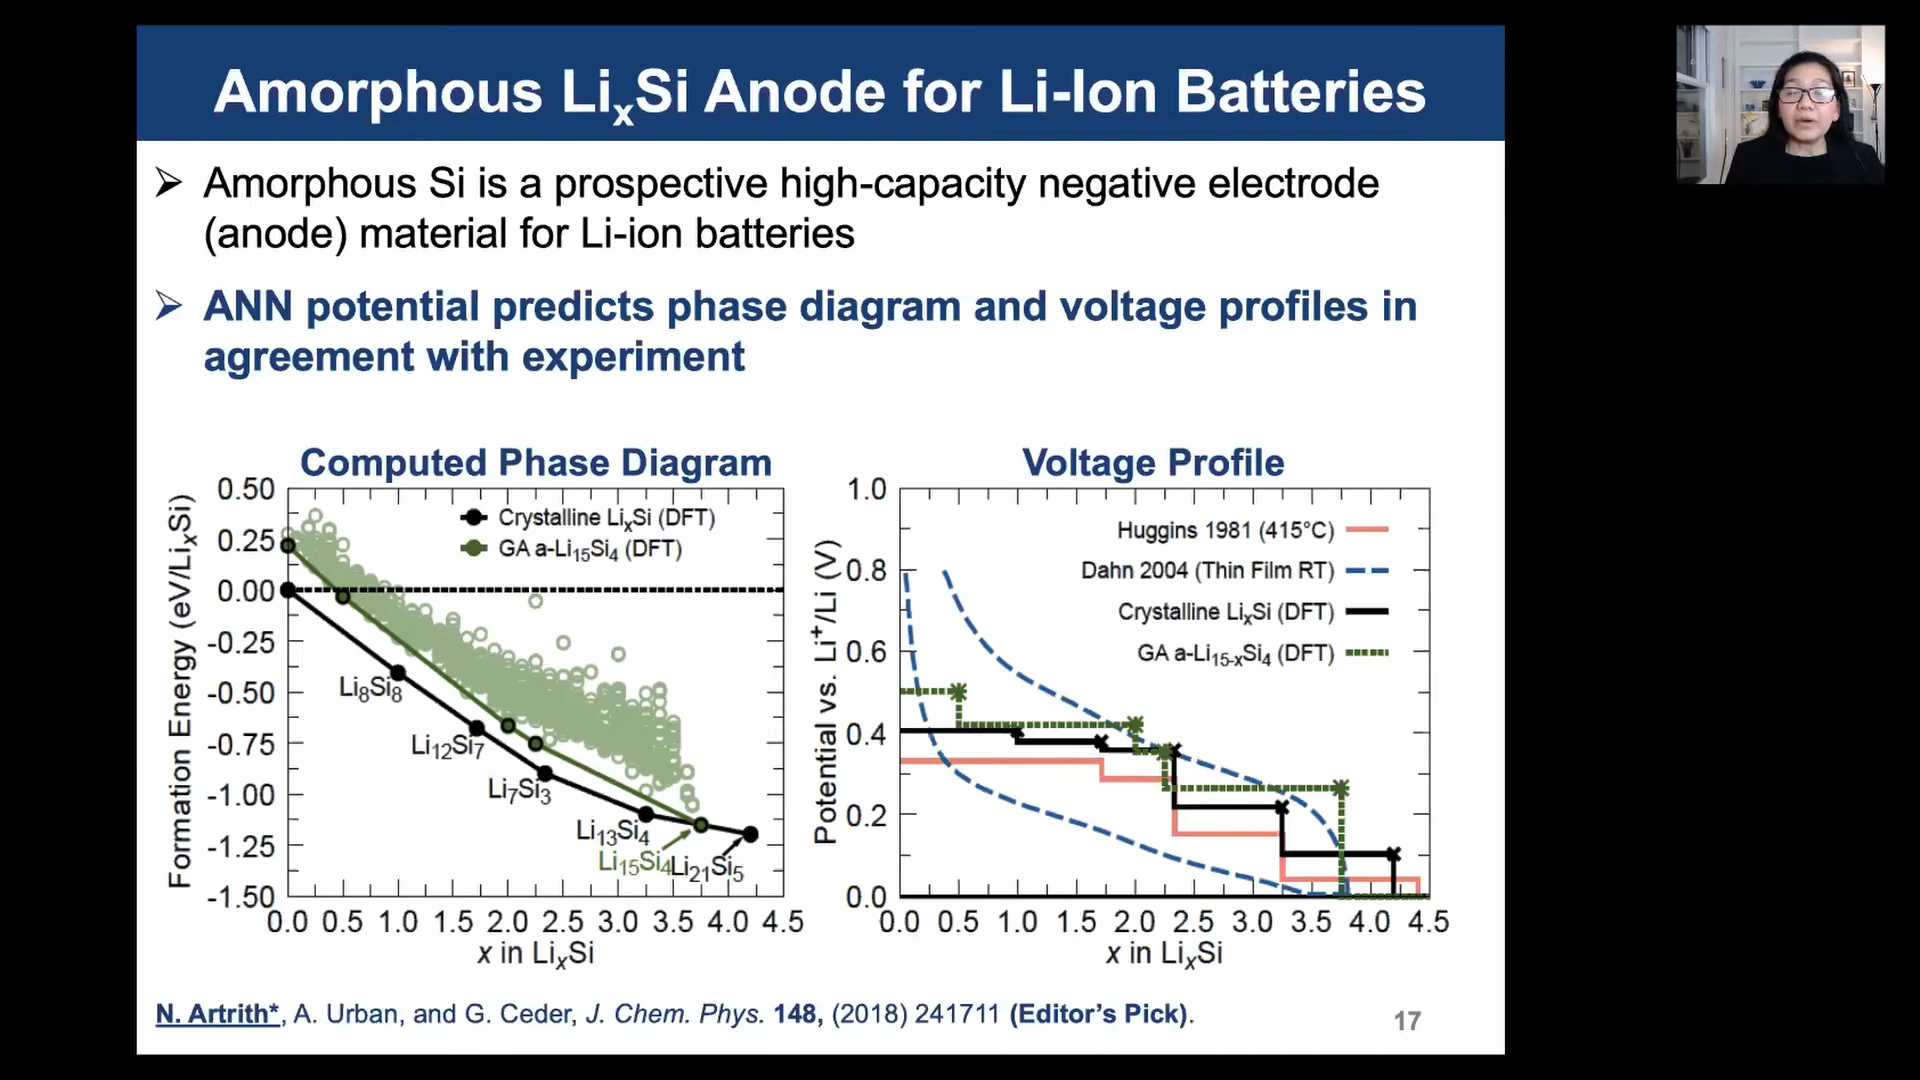 Amorphous LiₓSi Anode for Li-Ion Batteries
➢ Amorphous Si is a prospective high-capacity negative electrode
(anode) material for Li-ion batteries
➢ ANN potential predicts phase diagram and voltage profiles in
agreement with experiment
Computed Phase Diagram
Formation Energy (eV/LiₓSi)
0.50
0.25
0.00
-0.25
-0.50
-0.75
-1.00
-1.25
-1.50
Crystalline LiₓSi (DFT)
GA a-Li₁₅Si₄ (DFT)
Li₈Si₈
Li₁₂Si₇
Li₇Si₃
Li₁₃Si₄
Li₁₅Si₄
Li₂₁Si₅
0.0 0.5 1.0 1.5 2.0 2.5 3.0 3.5 4.0 4.5
x in LiₓSi
Voltage Profile
Potential vs. Li⁺/Li (V)
1.0
0.8
0.6
0.4
0.2
0.0
Huggins 1981 (415°C)
Dahn 2004 (Thin Film RT)
Crystalline LiₓSi (DFT)
GA a-Li₁₅₋ₓSi₄ (DFT)
0.0 0.5 1.0 1.5 2.0 2.5 3.0 3.5 4.0 4.5
x in LiₓSi
N. Artrith*, A. Urban, and G. Ceder, J. Chem. Phys. 148, (2018) 241711 (Editor's Pick).
17